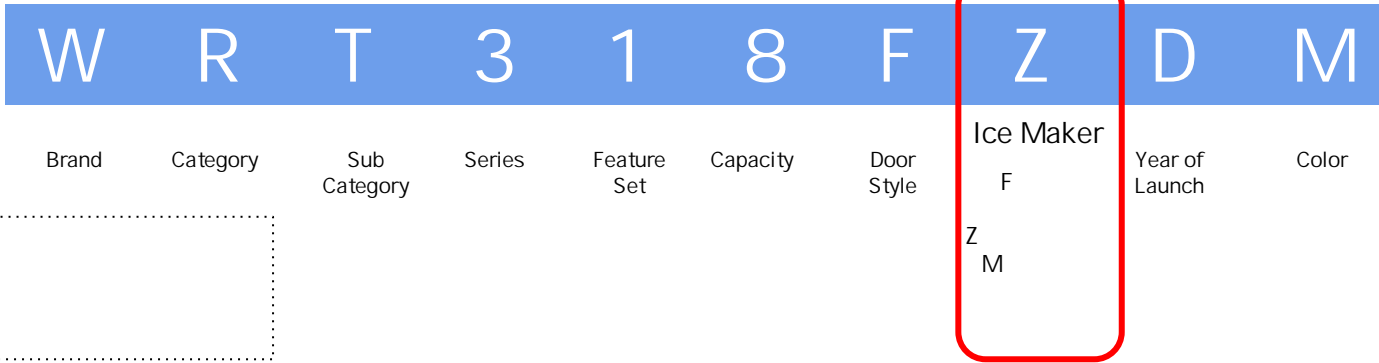 W R T 3 1 8 F Z D M
Ice Maker
Brand Category Sub Series Feature Capacity Door Year of Color
Category Set Style Launch
F
Z
M